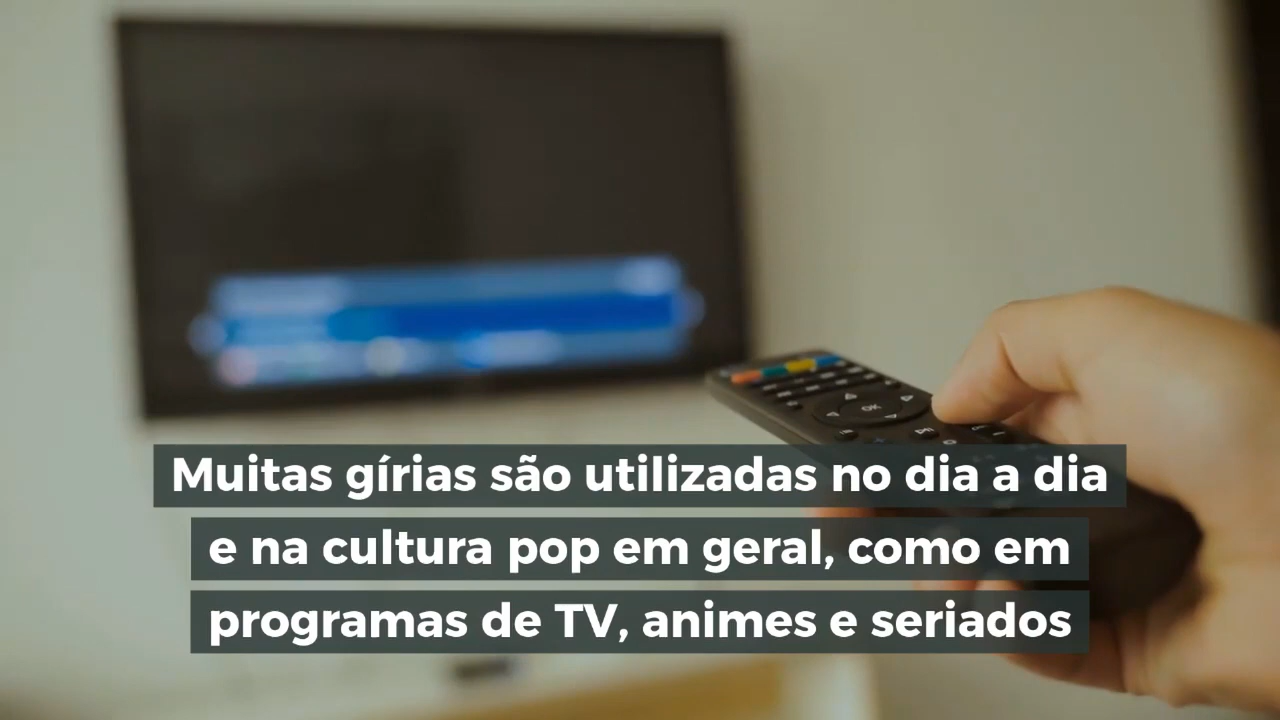 Muitas gírias são utilizadas no dia a dia
e na cultura pop em geral, como em
programas de TV, animes e seriados
OK